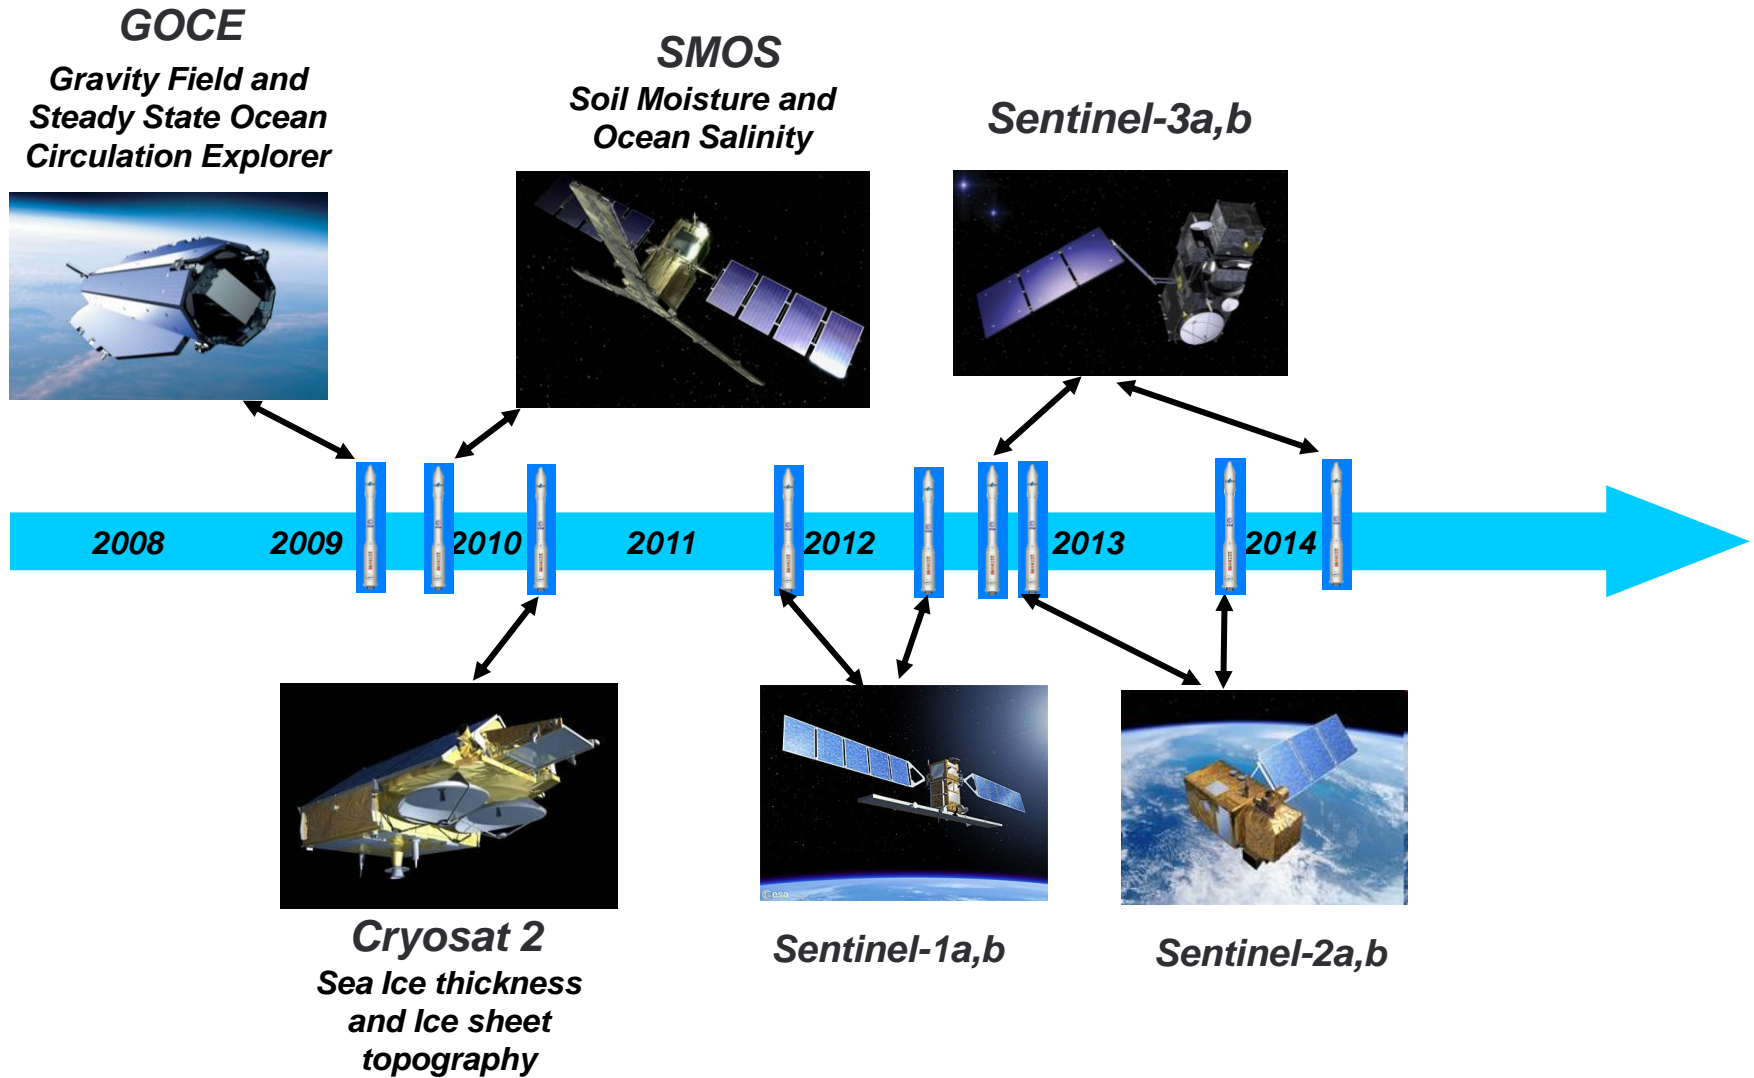 GOCE
Gravity Field and
Steady State Ocean
Circulation Explorer
SMOS
Soil Moisture and
Ocean Salinity
Sentinel-3a,b
2008
2009
2010
2011
2012
2013
2014
Cryosat 2
Sea Ice thickness
and Ice sheet
topography
esa
Sentinel-1a,b
Sentinel-2a,b